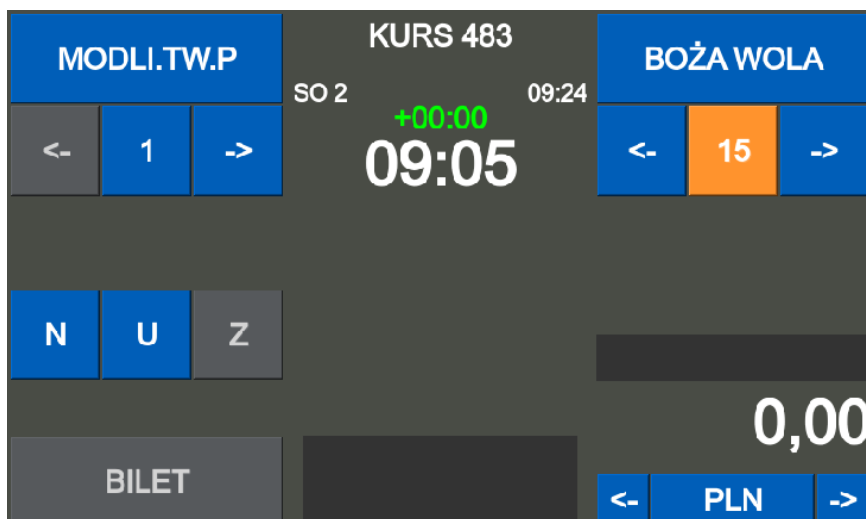 MODLI.TW.P
KURS 483
BOŻA WOLA
SO 2
09:24
+00:00
09:05
<-
1
->
<-
15
->
N
U
Z
0,00
BILET
<-
PLN
->